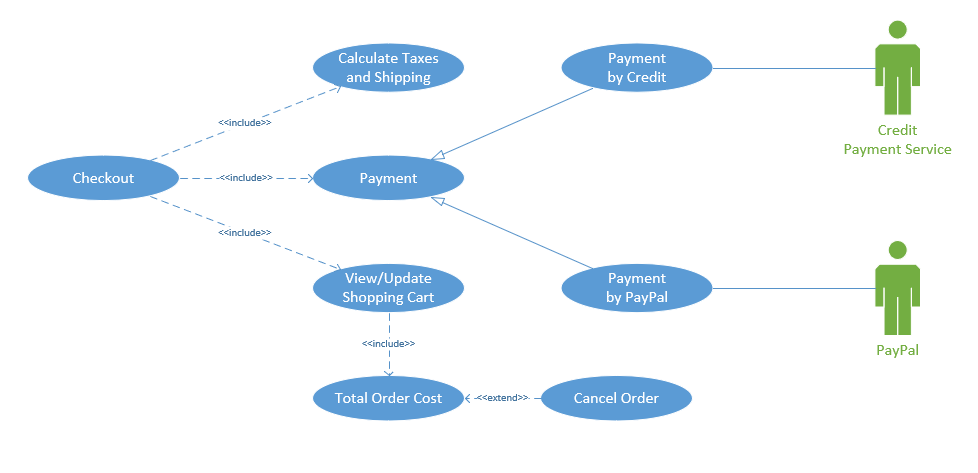 Calculate Taxes
and Shipping
Payment
by Credit
Credit
Payment Service
<<include>>
Checkout
<<include>>
Payment
<<include>>
View/Update
Shopping Cart
Payment
by PayPal
PayPal
<<include>>
Total Order Cost
<<extend>>
Cancel Order